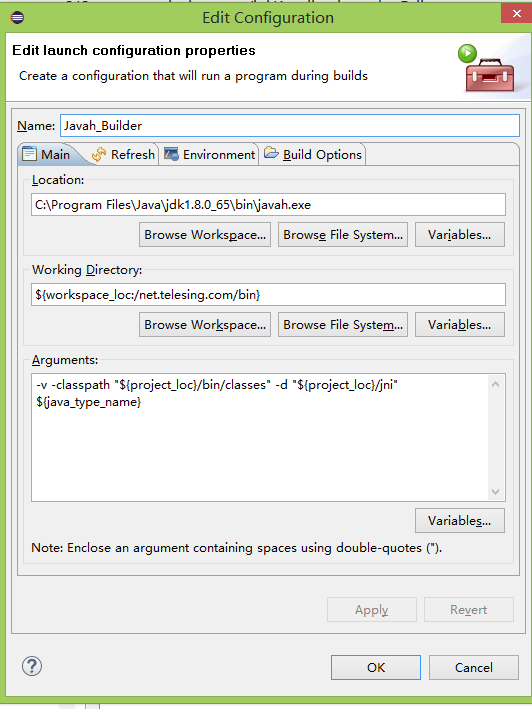 Edit Configuration
Edit launch configuration properties
Create a configuration that will run a program during builds
Name: Javah_Builder
Main Refresh Environment Build Options
Location:
C:\Program Files\Java\jdk1.8.0_65\bin\javah.exe
Browse Workspace... Browse File System... Variables...
Working Directory:
${workspace_loc:/net.telesing.com/bin}
Browse Workspace... Browse File System... Variables...
Arguments:
-v -classpath "${project_loc}/bin/classes" -d "${project_loc}/jni"
${java_type_name}
Variables...
Note: Enclose an argument containing spaces using double-quotes (").
Apply Revert
OK Cancel